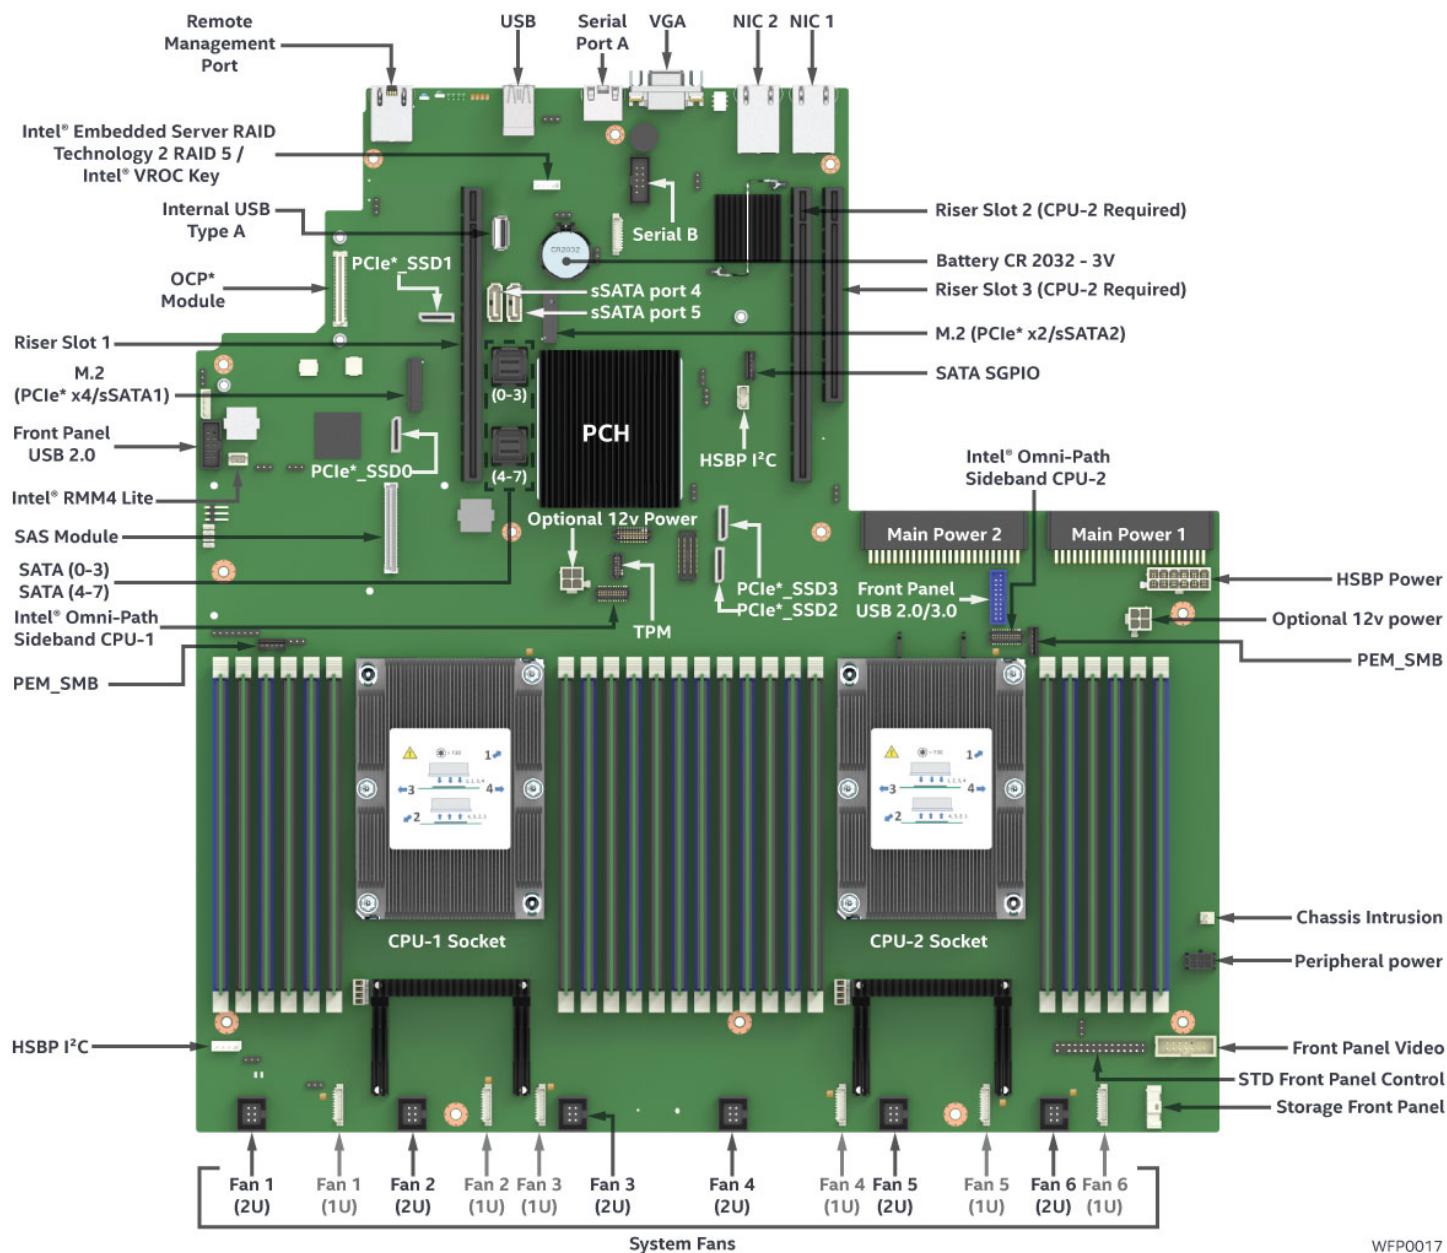 Remote
Management
Port
USB
Serial
Port A
VGA
NIC 2
NIC 1
Intel® Embedded Server RAID
Technology 2 RAID 5 /
Intel® VROC Key
Internal USB
Type A
Serial B
CR2032
Riser Slot 2 (CPU-2 Required)
Battery CR 2032 - 3V
Riser Slot 3 (CPU-2 Required)
M.2 (PCIe* x2/sSATA2)
SATA SGPIO
OCP*
Module
PCIe*_SSD1
sSATA port 4
sSATA port 5
Riser Slot 1
M.2
(PCIe* x4/sSATA1)
(0-3)
PCH
HSBP I²C
Front Panel
USB 2.0
PCIe*_SSD0
(4-7)
Intel® RMM4 Lite
Intel® Omni-Path
Sideband CPU-2
SAS Module
Optional 12v Power
Main Power 2
Main Power 1
SATA (0-3)
SATA (4-7)
PCIe*_SSD3
PCIe*_SSD2
Front Panel
USB 2.0/3.0
HSBP Power
Intel® Omni-Path
Sideband CPU-1
TPM
Optional 12v power
PEM_SMB
PEM_SMB
1
3
4
2
1
3
4
2
CPU-1 Socket
CPU-2 Socket
Chassis Intrusion
Peripheral power
HSBP I²C
Front Panel Video
STD Front Panel Control
Storage Front Panel
Fan 1
(2U)
Fan 1
(1U)
Fan 2
(2U)
Fan 2
(1U)
Fan 3
(1U)
Fan 3
(2U)
Fan 4
(2U)
Fan 4
(1U)
Fan 5
(2U)
Fan 5
(1U)
Fan 6
(2U)
Fan 6
(1U)
System Fans
WFP0017